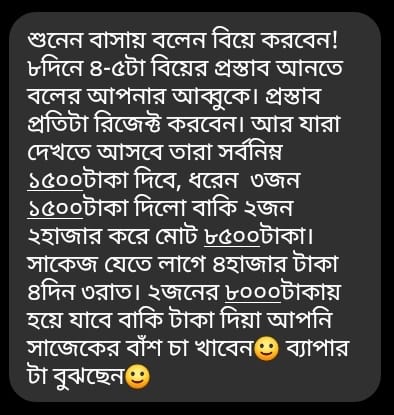 শুনেন বাসায় বলেন বিয়ে করবেন!
৮দিনে ৪-৫টা বিয়ের প্রস্তাব আনতে
বলের আপনার আব্বুকে। প্রস্তাব
প্রতিটা রিজেক্ট করবেন। আর যারা
দেখতে আসবে তারা সর্বনিম্ন
১৫০০টাকা দিবে, ধরেন ৩জন
১৫০০টাকা দিলো বাকি ২জন
২হাজার করে মোট ৮৫০০টাকা।
সাকেজ যেতে লাগে ৪হাজার টাকা
৪দিন ৩রাত। ২জনের ৮০০০টাকায়
হয়ে যাবে বাকি টাকা দিয়া আপনি
সাজেকের বাঁশ চা খাবেন🙂 ব্যাপার
টা বুঝছেন🙂